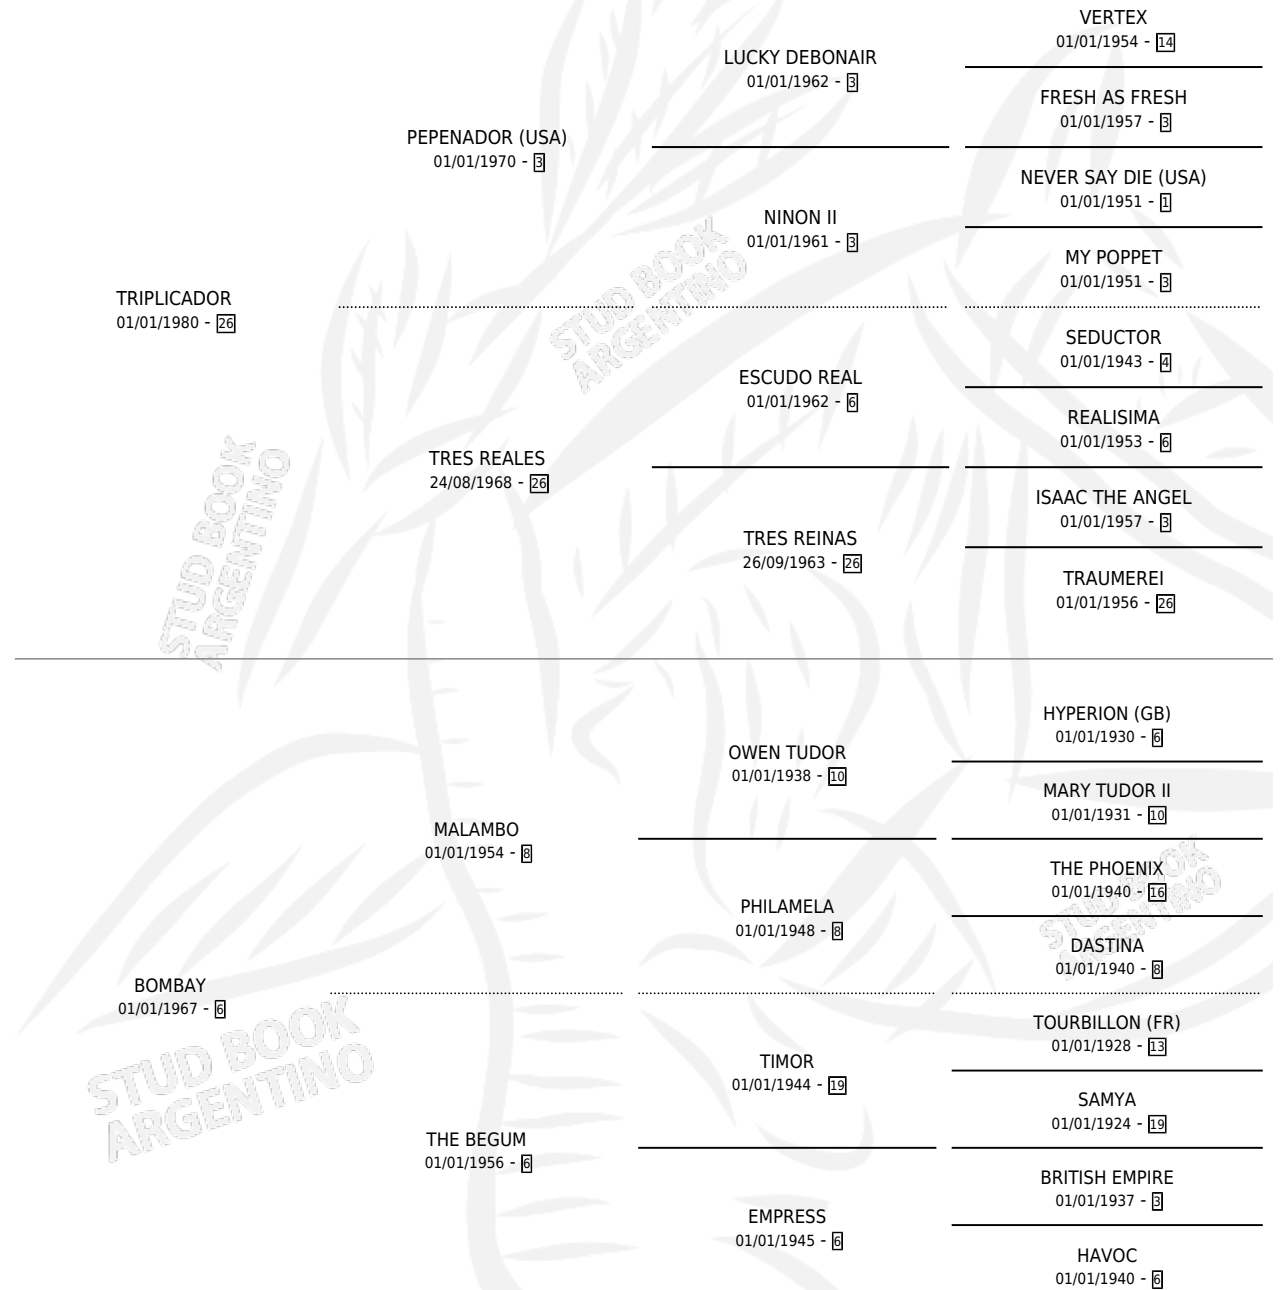 VERTEX
01/01/1954 - 14
LUCKY DEBONAIR
01/01/1962 - 3
FRESH AS FRESH
01/01/1957 - 3
PEPENADOR (USA)
01/01/1970 - 3
NEVER SAY DIE (USA)
01/01/1951 - 1
NINON II
01/01/1961 - 3
MY POPPET
01/01/1951 - 3
TRIPLICADOR
01/01/1980 - 26
STUD BOOK
ARGENTINO
SEDUCTOR
01/01/1943 - 4
ESCUDO REAL
01/01/1962 - 6
REALISIMA
01/01/1953 - 6
TRES REALES
24/08/1968 - 26
ISAAC THE ANGEL
01/01/1957 - 3
TRES REINAS
26/09/1963 - 26
TRAUMEREI
01/01/1956 - 26
STUD BOOK
ARGENTINO
HYPERION (GB)
01/01/1930 - 6
OWEN TUDOR
01/01/1938 - 10
MARY TUDOR II
01/01/1931 - 10
MALAMBO
01/01/1954 - 8
THE PHOENIX
01/01/1940 - 16
PHILAMELA
01/01/1948 - 8
STUD BOOK
ARGENTINO
DASTINA
01/01/1940 - 8
BOMBAY
01/01/1967 - 6
STUD BOOK
ARGENTINO
TOURBILLON (FR)
01/01/1928 - 13
TIMOR
01/01/1944 - 19
SAMYA
01/01/1924 - 19
THE BEGUM
01/01/1956 - 6
BRITISH EMPIRE
01/01/1937 - 3
EMPRESS
01/01/1945 - 6
HAVOC
01/01/1940 - 6